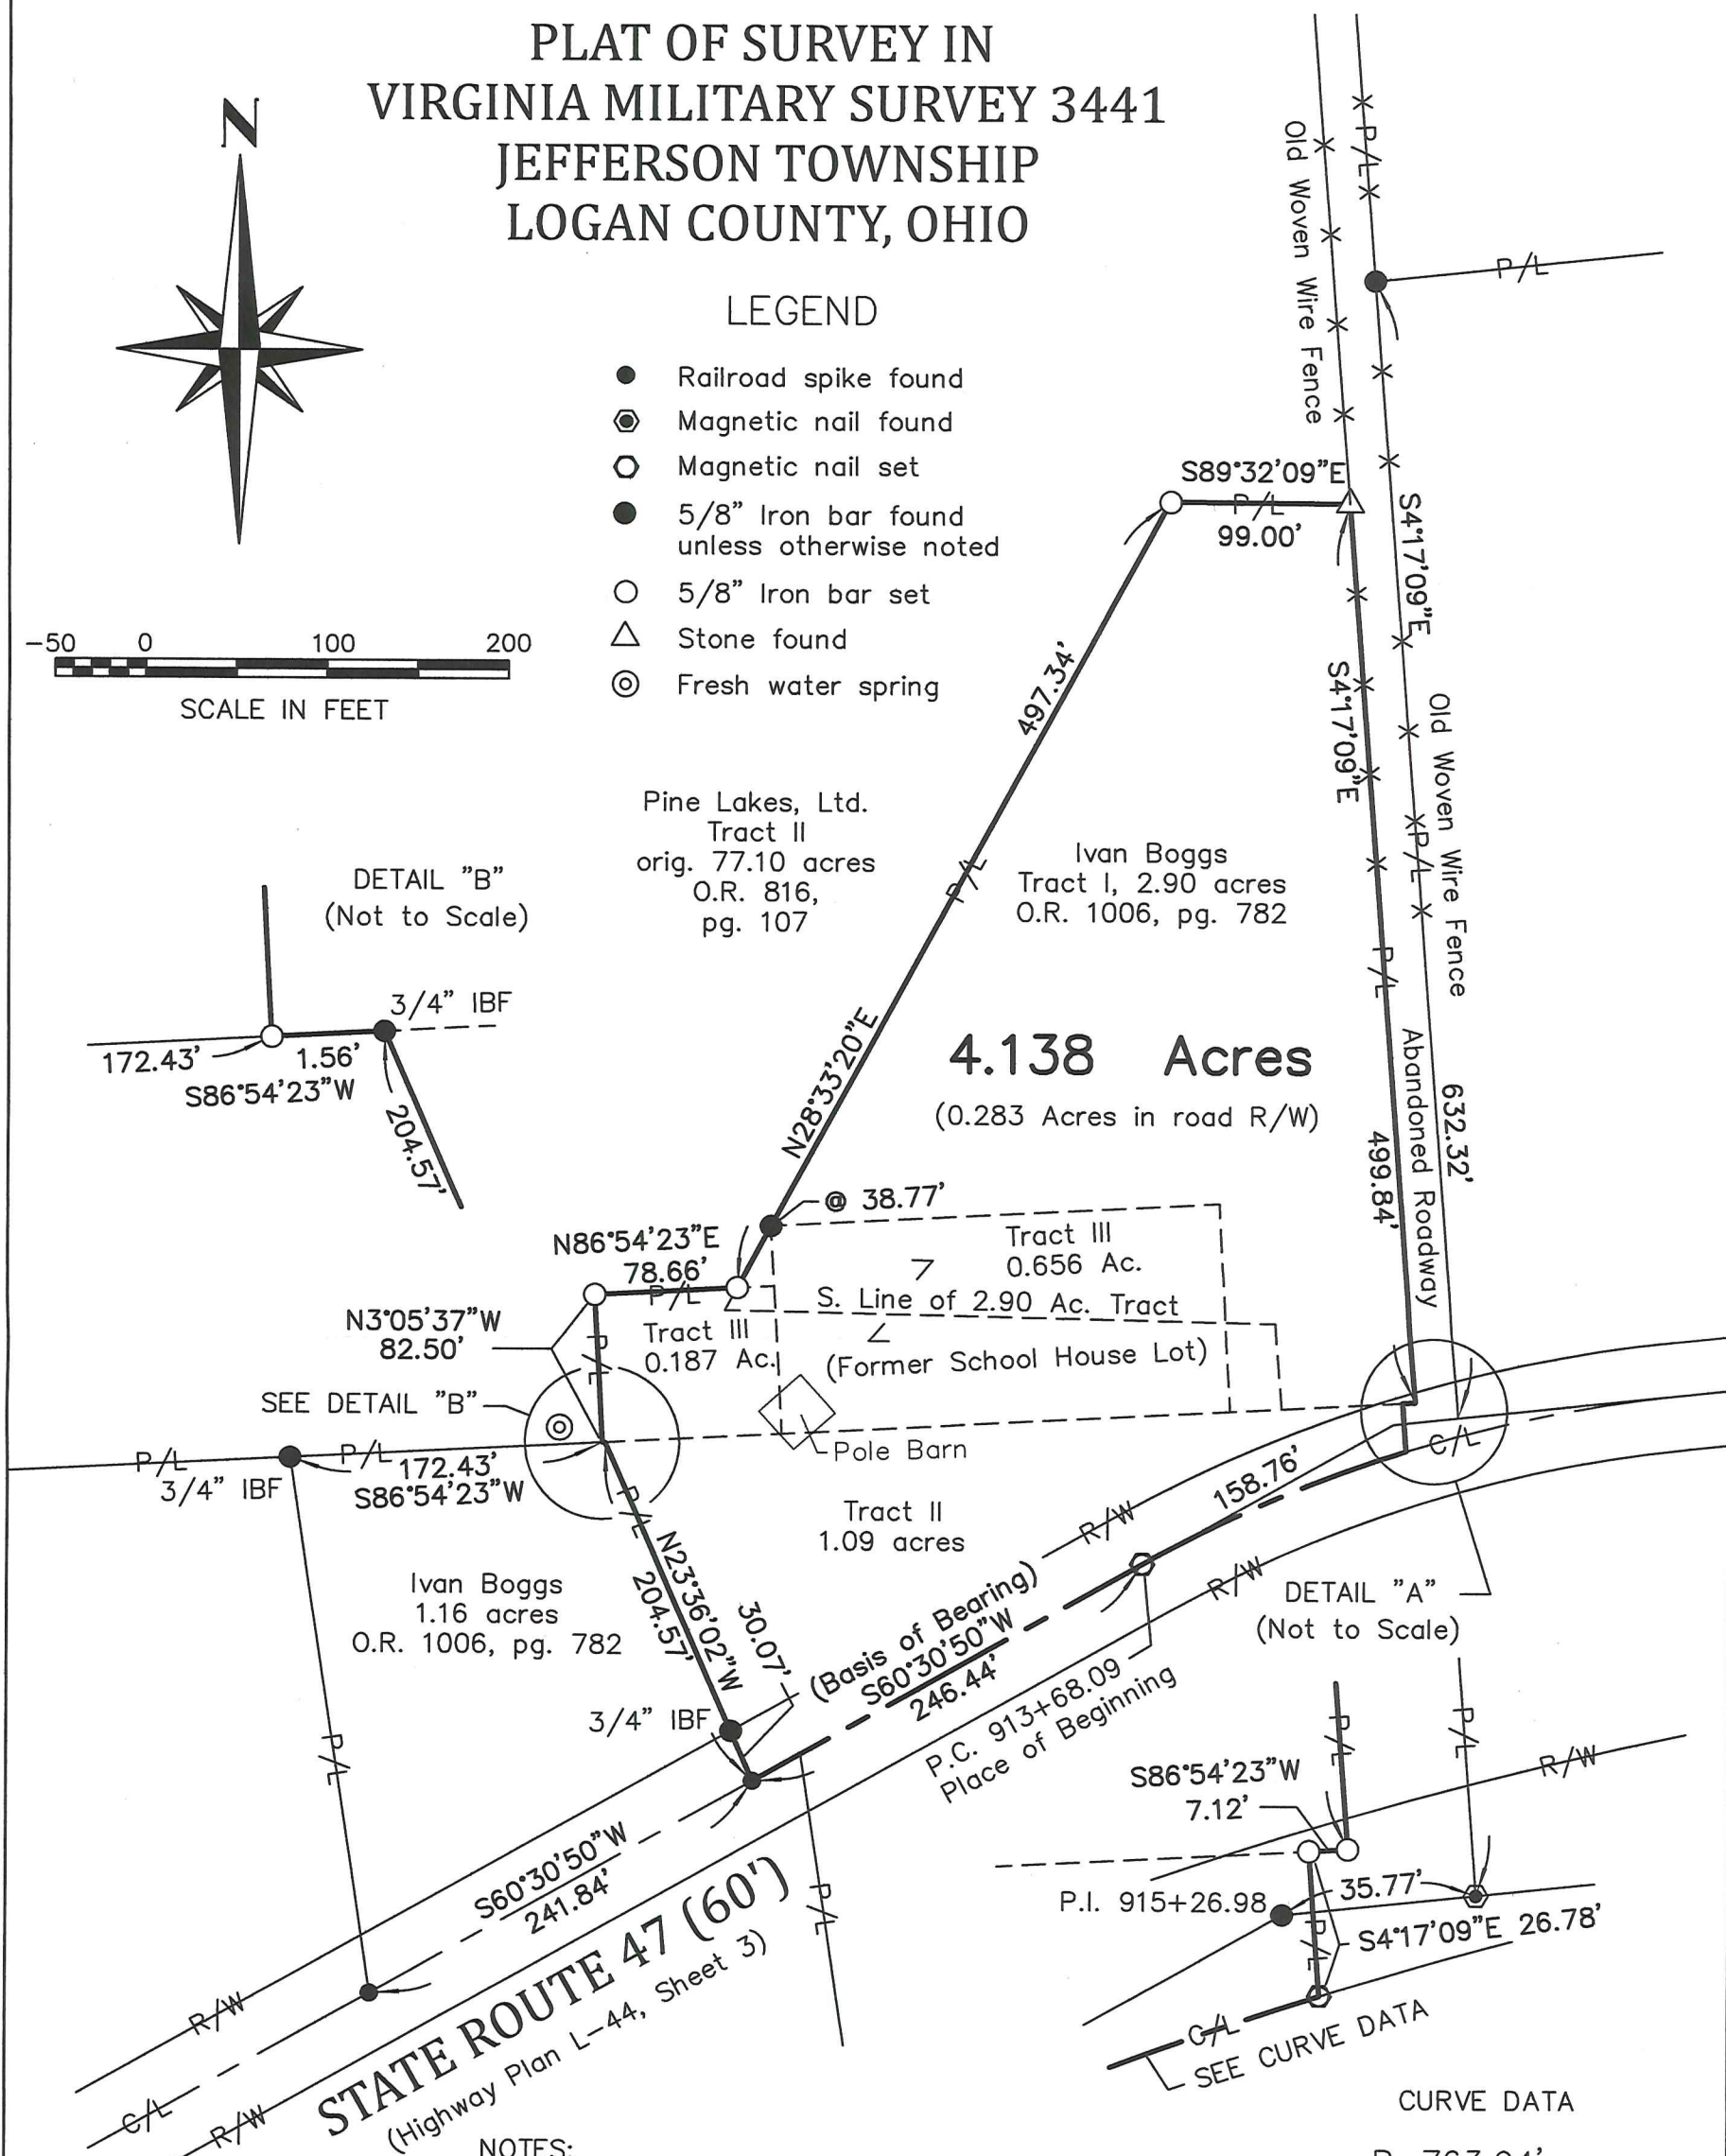 PLAT OF SURVEY IN
VIRGINIA MILITARY SURVEY 3441
JEFFERSON TOWNSHIP
LOGAN COUNTY, OHIO
N
LEGEND
Railroad spike found
Magnetic nail found
Magnetic nail set
5/8" Iron bar found
unless otherwise noted
5/8" Iron bar set
Stone found
Fresh water spring
-50 0 100 200
SCALE IN FEET
Old Woven Wire Fence
P/L
P/L
S89°32'09"E
P/L
99.00'
S4°17'09"E
S4°17'09"E
Old Woven Wire Fence
P/L
P/L
Abandoned Roadway
632.32'
499.84'
497.34'
P/L
N28°33'20"E
Pine Lakes, Ltd.
Tract II
orig. 77.10 acres
O.R. 816,
pg. 107
Ivan Boggs
Tract I, 2.90 acres
O.R. 1006, pg. 782
4.138 Acres
(0.283 Acres in road R/W)
DETAIL "B"
(Not to Scale)
3/4" IBF
172.43'
1.56'
S86°54'23"W
204.57'
@ 38.77'
N86°54'23"E
78.66'
P/L
Tract III
0.656 Ac.
S. Line of 2.90 Ac. Tract
N3°05'37"W
82.50'
P/L
Tract III
0.187 Ac.
(Former School House Lot)
SEE DETAIL "B"
P/L
3/4" IBF
P/L
172.43'
S86°54'23"W
Pole Barn
P/L
C/L
158.76'
Tract II
1.09 acres
R/W
R/W
N23°36'02"W
204.57'
30.07'
Ivan Boggs
1.16 acres
O.R. 1006, pg. 782
3/4" IBF
P/L
(Basis of Bearing)
S60°30'50"W
246.44'
P.C. 913+68.09
Place of Beginning
DETAIL "A"
(Not to Scale)
P/L
P/L
R/W
S86°54'23"W
7.12'
P.I. 915+26.98
35.77'
P/L
S4°17'09"E 26.78'
C/L
SEE CURVE DATA
S60°30'50"W
241.84'
P/L
STATE ROUTE 47 (60')
(Highway Plan L-44, Sheet 3)
R/W
C/L
R/W
NOTES:
CURVE DATA